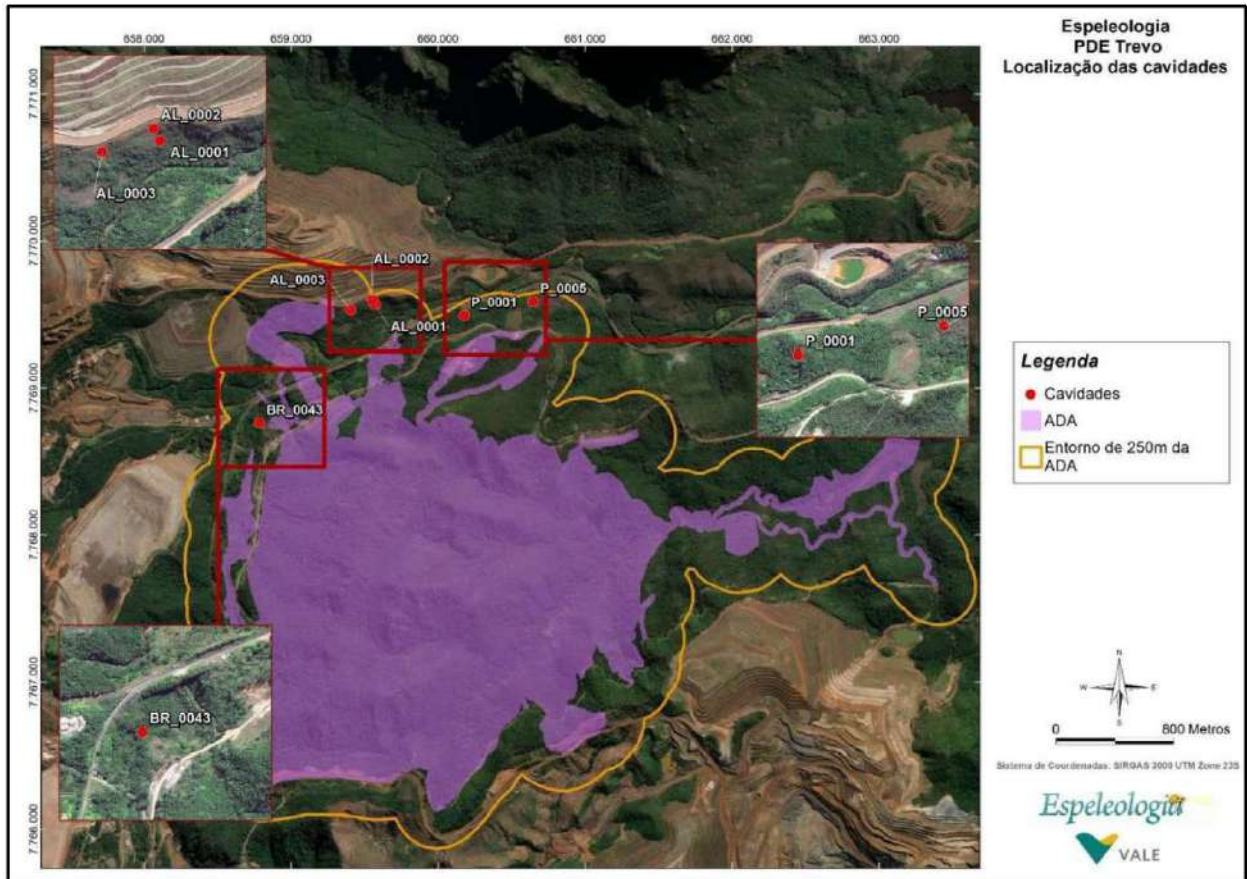 Espeleologia
PDE Trevo
Localização das cavidades
658.000
659.000
660.000
661.000
662.000
663.000
7.771.000
7.770.000
7.769.000
7.768.000
7.767.000
7.766.000
AL_0002
AL_0001
AL_0003
AL_0002
AL_0003
AL_0001
P_0001
P_0005
P_0005
P_0001
BR_0043
BR_0043
Legenda
Cavidades
ADA
Entorno de 250m da
ADA
N
W
E
S
0
800 Metros
Sistema de Coordenadas: SIRGAS 2000 UTM Zone 23S
Espeleologia
VALE